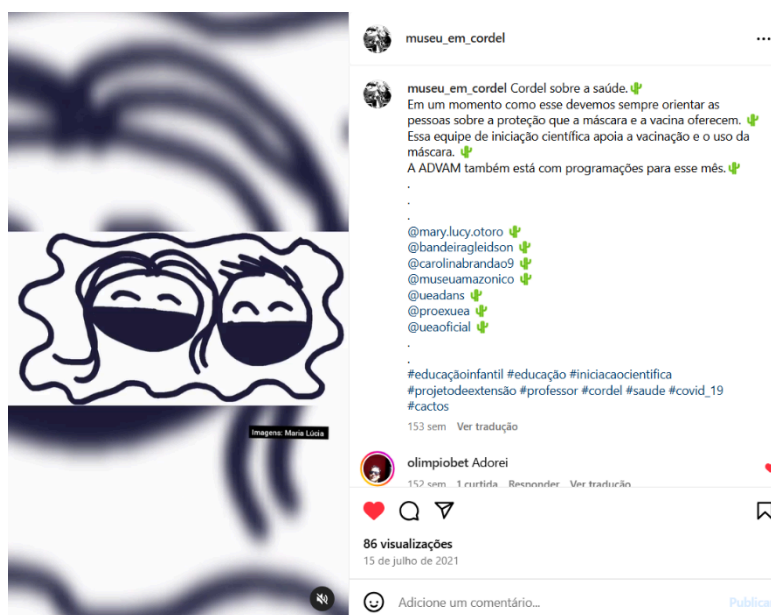 museu_em_cordel
museu_em_cordel Cordel sobre a saúde.🌵
Em um momento como esse devemos sempre orientar as
pessoas sobre a proteção que a máscara e a vacina oferecem. 🌵
Essa equipe de iniciação científica apoia a vacinação e o uso da
máscara. 🌵
A ADVAM também está com programações para esse mês.🌵
.
.
.
@mary.lucy.otoro 🌵
@bandeiragleidson 🌵
@carolinabrandao9 🌵
@museuamazonico 🌵
@ueadans 🌵
@proexuea 🌵
@ueaoficial 🌵
.
.
#educaçãoinfantil #educação #iniciacaocientifica
#projetodeextensão #professor #cordel #saude #covid_19
#cactos
153 sem Ver tradução
olimpiobet Adorei
152 sem 1 curtida Responder Ver tradução
Imagens: Maria Lúcia
86 visualizações
15 de julho de 2021
Adicione um comentário...
Publicar